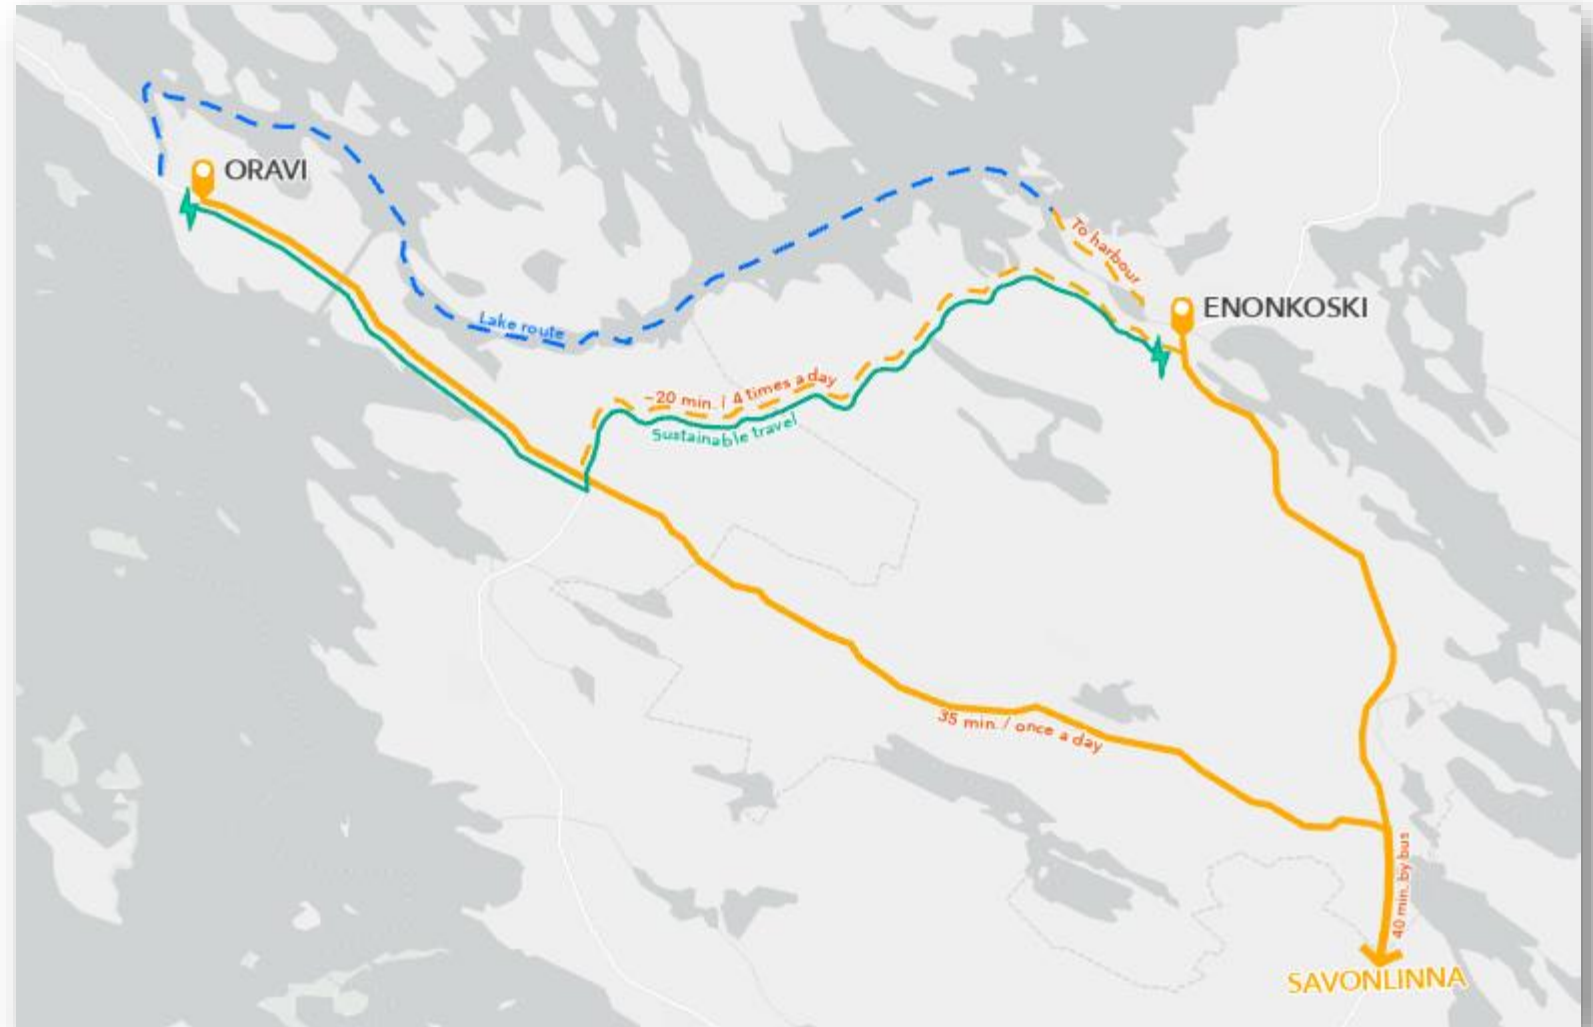 ORAVI
To harbour
ENONKOSKI
Lake route
~20 min. / 4 times a day
Sustainable travel
35 min. / once a day
40 min. by bus
SAVONLINNA